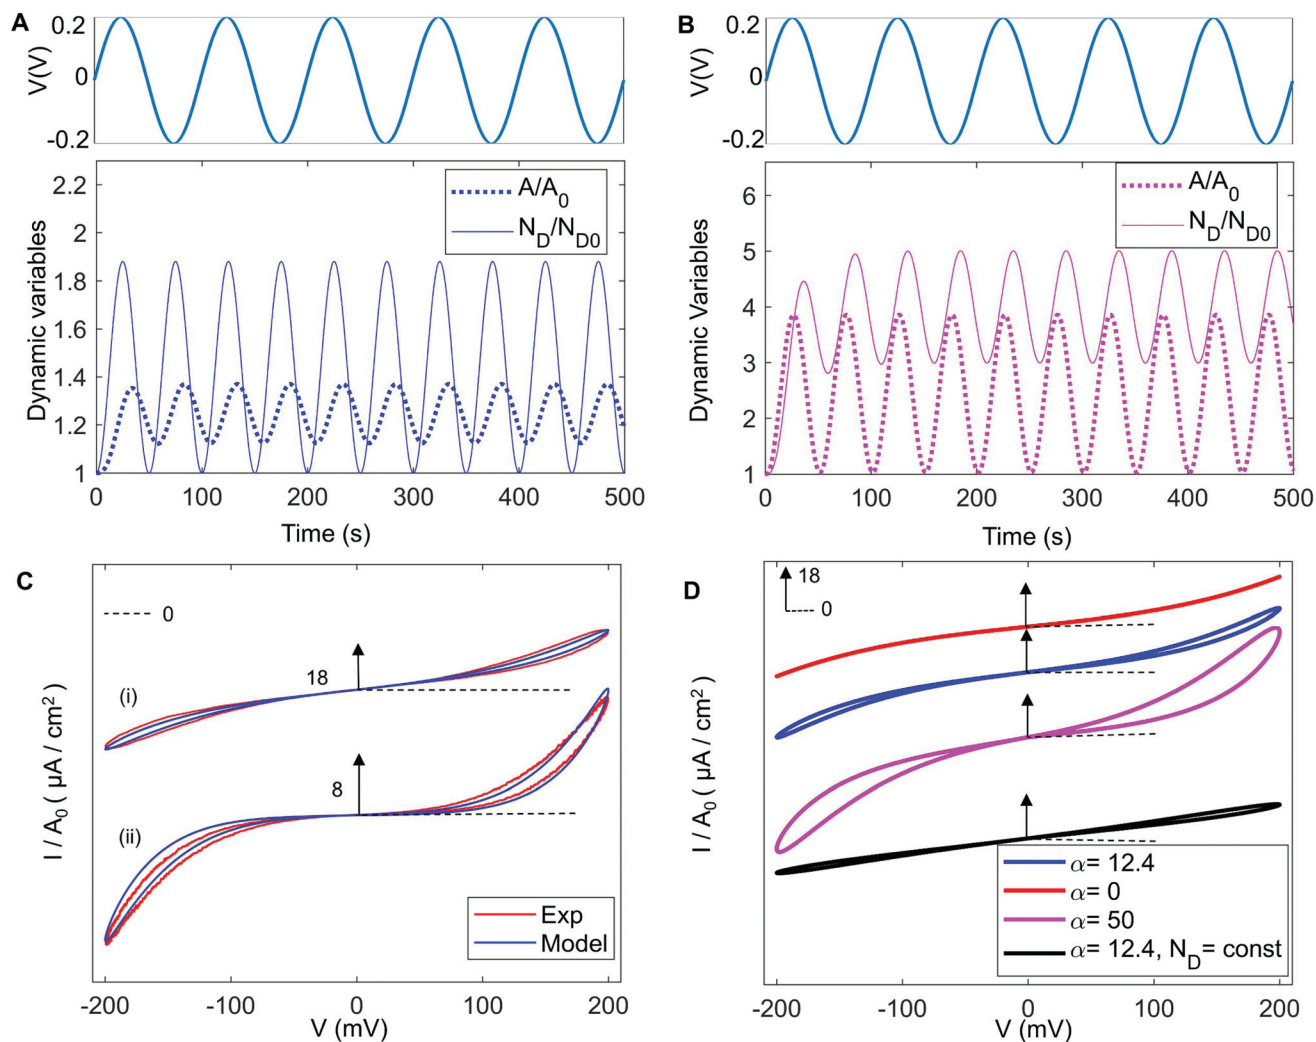 A
V(V)
0.2
0
-0.2
Dynamic variables
2.2
2
1.8
1.6
1.4
1.2
1
A/A0
ND/ND0
0 100 200 300 400 500
Time (s)
B
V(V)
0.2
0
-0.2
Dynamic Variables
6
5
4
3
2
1
A/A0
ND/ND0
0 100 200 300 400 500
Time (s)
C
I / A0 ( µA / cm2)
0
18
(i)
8
(ii)
Exp
Model
-200 -100 0 100 200
V (mV)
D
I / A0 ( µA / cm2)
18
0
α= 12.4
α= 0
α= 50
α= 12.4, ND= const
-200 -100 0 100 200
V (mV)